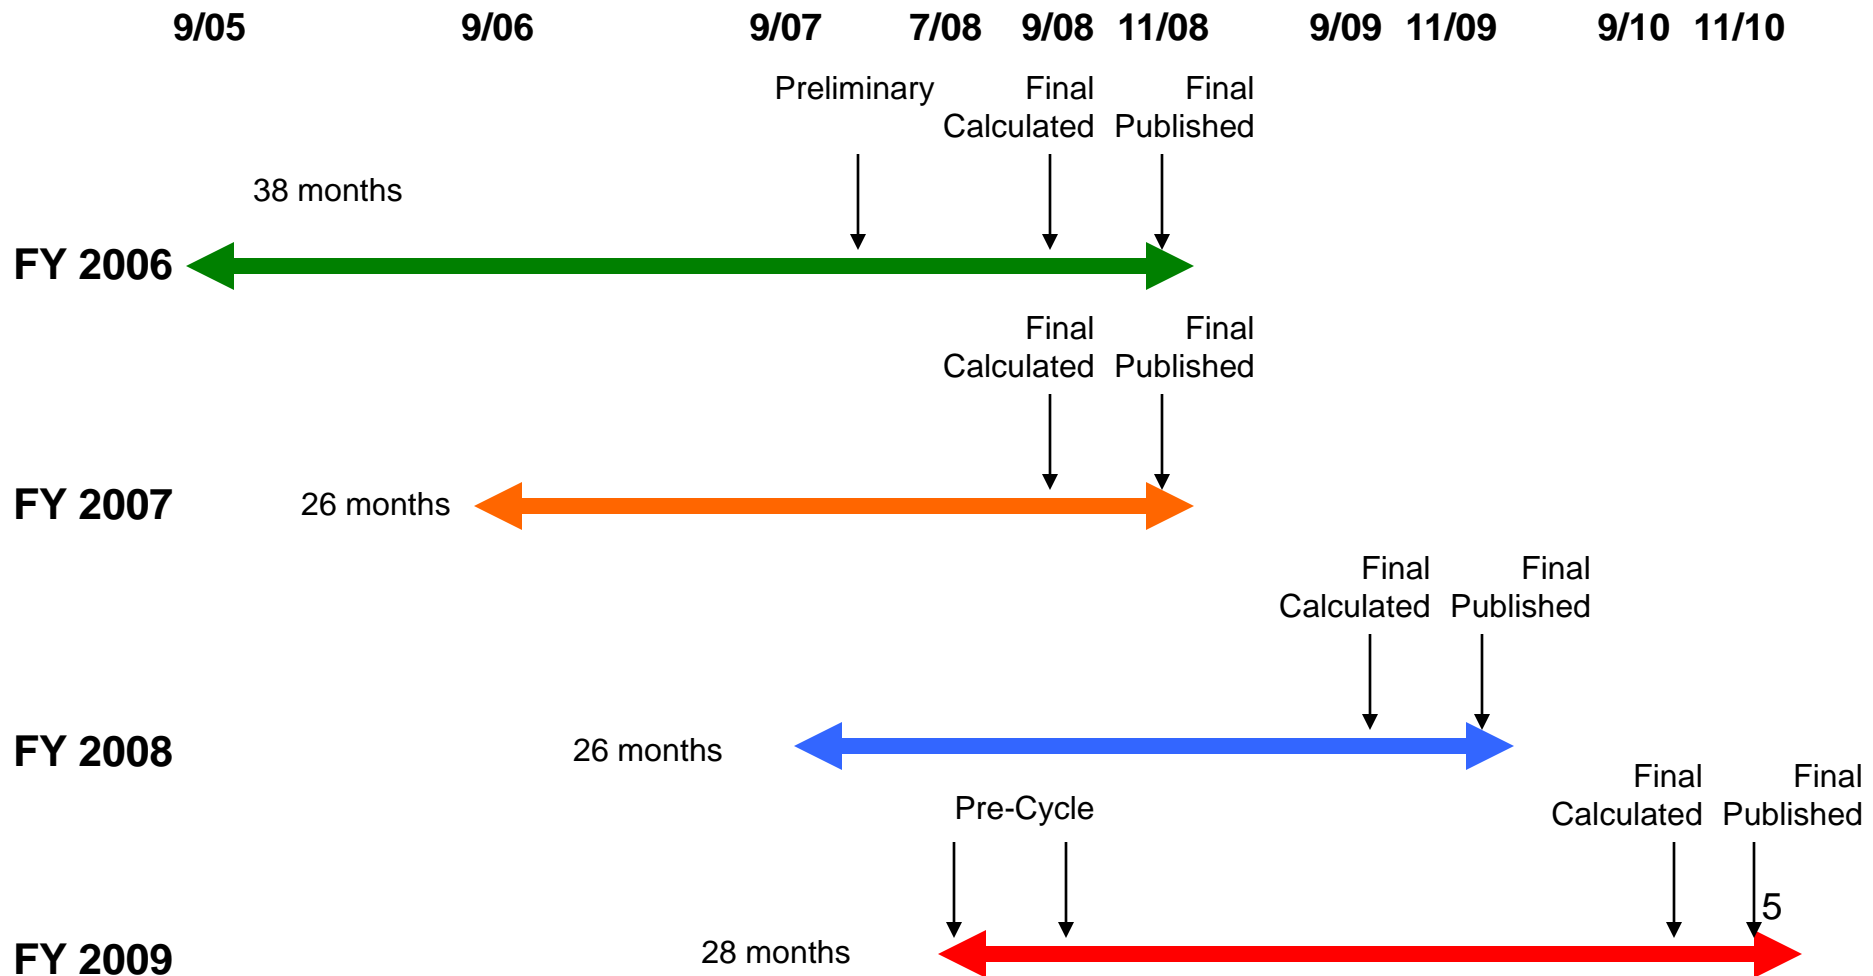 9/05 9/06 9/07 7/08 9/08 11/08 9/09 11/09 9/10 11/10
Preliminary Final Final
Calculated Published
38 months
FY 2006
Final Final
Calculated Published
FY 2007 26 months
Final Final
Calculated Published
FY 2008 26 months
Final Final
Pre-Cycle Calculated Published
5
FY 2009 28 months